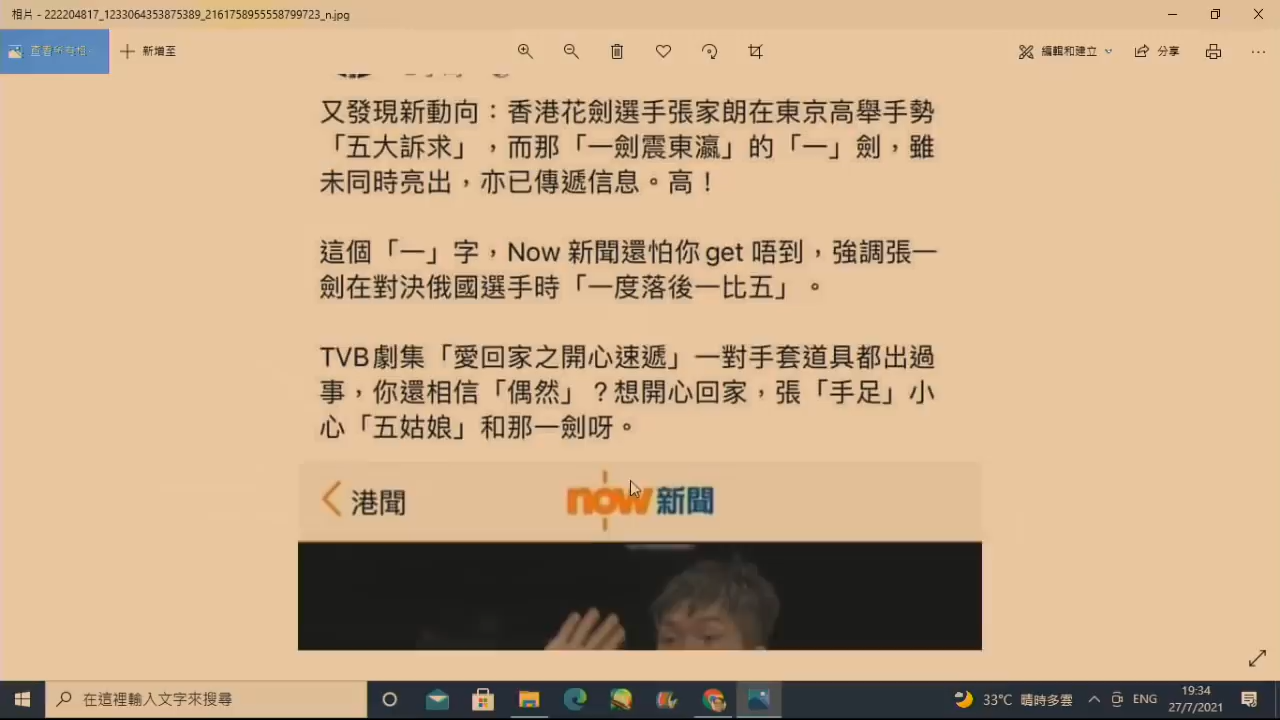 相片 - 222204817_1233064353875389_2161758955558799723_n.jpg
查看所有相
新增至
編輯和建立
分享
又發現新動向：香港花劍選手張家朗在東京高舉手勢
「五大訴求」，而那「一劍震東瀛」的「一」劍，雖
未同時亮出，亦已傳遞信息。高！
這個「一」字，Now 新聞還怕你 get 唔到，強調張一
劍在對決俄國選手時「一度落後一比五」。
TVB劇集「愛回家之開心速遞」一對手套道具都出過
事，你還相信「偶然」？想開心回家，張「手足」小
心「五姑娘」和那一劍呀。
港聞
now 新聞
在這裡輸入文字來搜尋
33°C 晴時多雲
ENG
19:34
27/7/2021